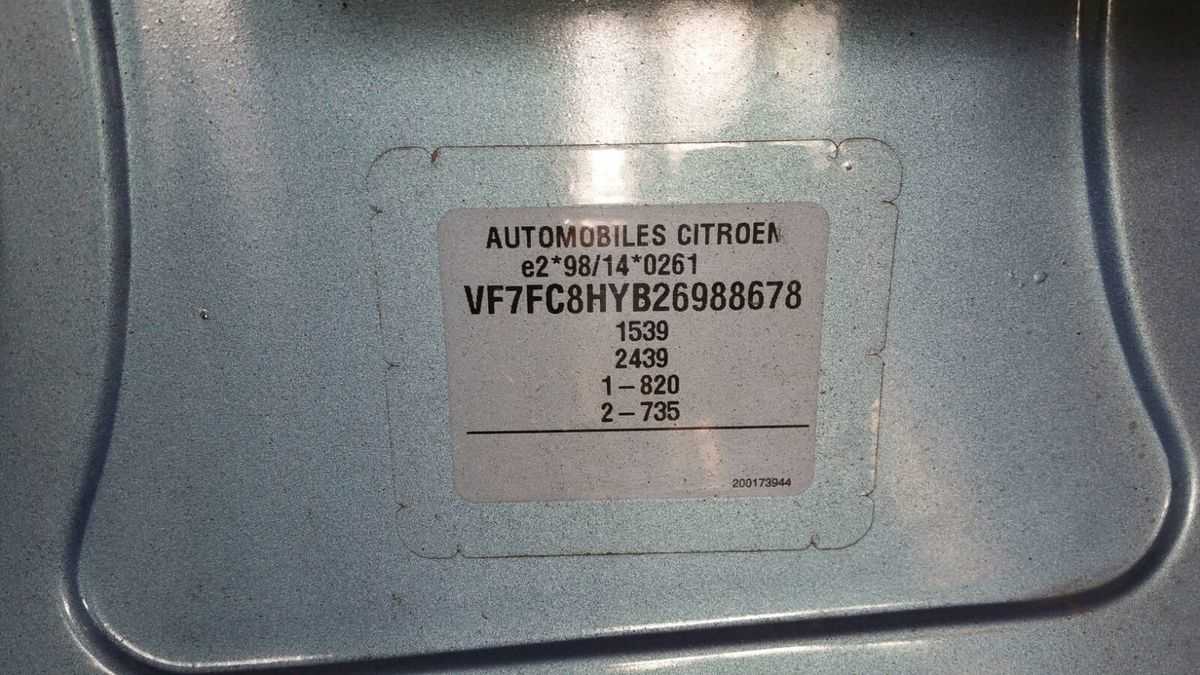 AUTOMOBILES CITROEN
e2*98/14*0261
VF7FC8HYB26988678
1539
2439
1-820
2-735
200173944